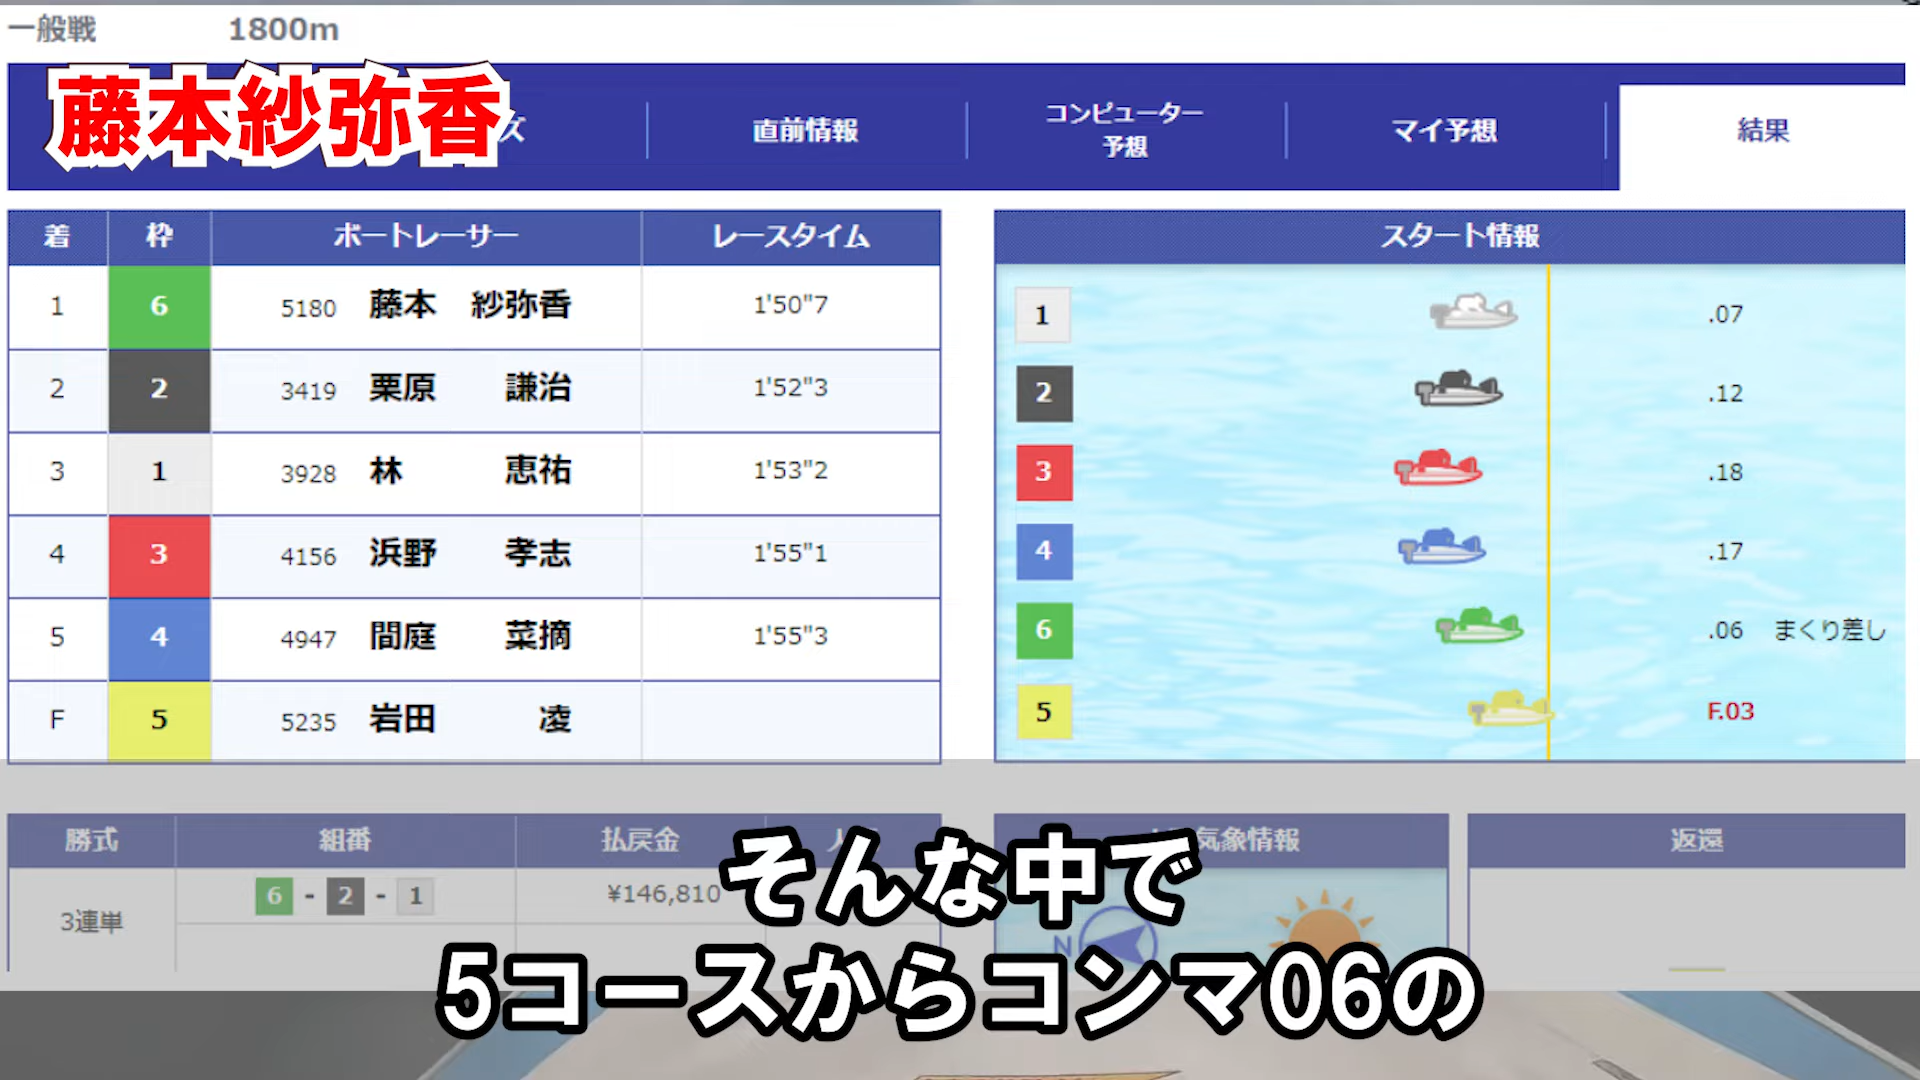 一般戦 1800m
藤本紗弥香
ズ 直前情報 コンピューター予想 マイ予想 結果
着 枠 ボートレーサー レースタイム
1 6 5180 藤本 紗弥香 1'50"7
2 2 3419 栗原 謙治 1'52"3
3 1 3928 林 恵祐 1'53"2
4 3 4156 浜野 孝志 1'55"1
5 4 4947 間庭 菜摘 1'55"3
F 5 5235 岩田 凌
スタート情報
1 .07
2 .12
3 .18
4 .17
6 .06 まくり差し
5 F.03
勝式 組番 払戻金 人
3連単 6 - 2 - 1 ¥146,810
気象情報
N
返還
そんな中で
5コースからコンマ06の